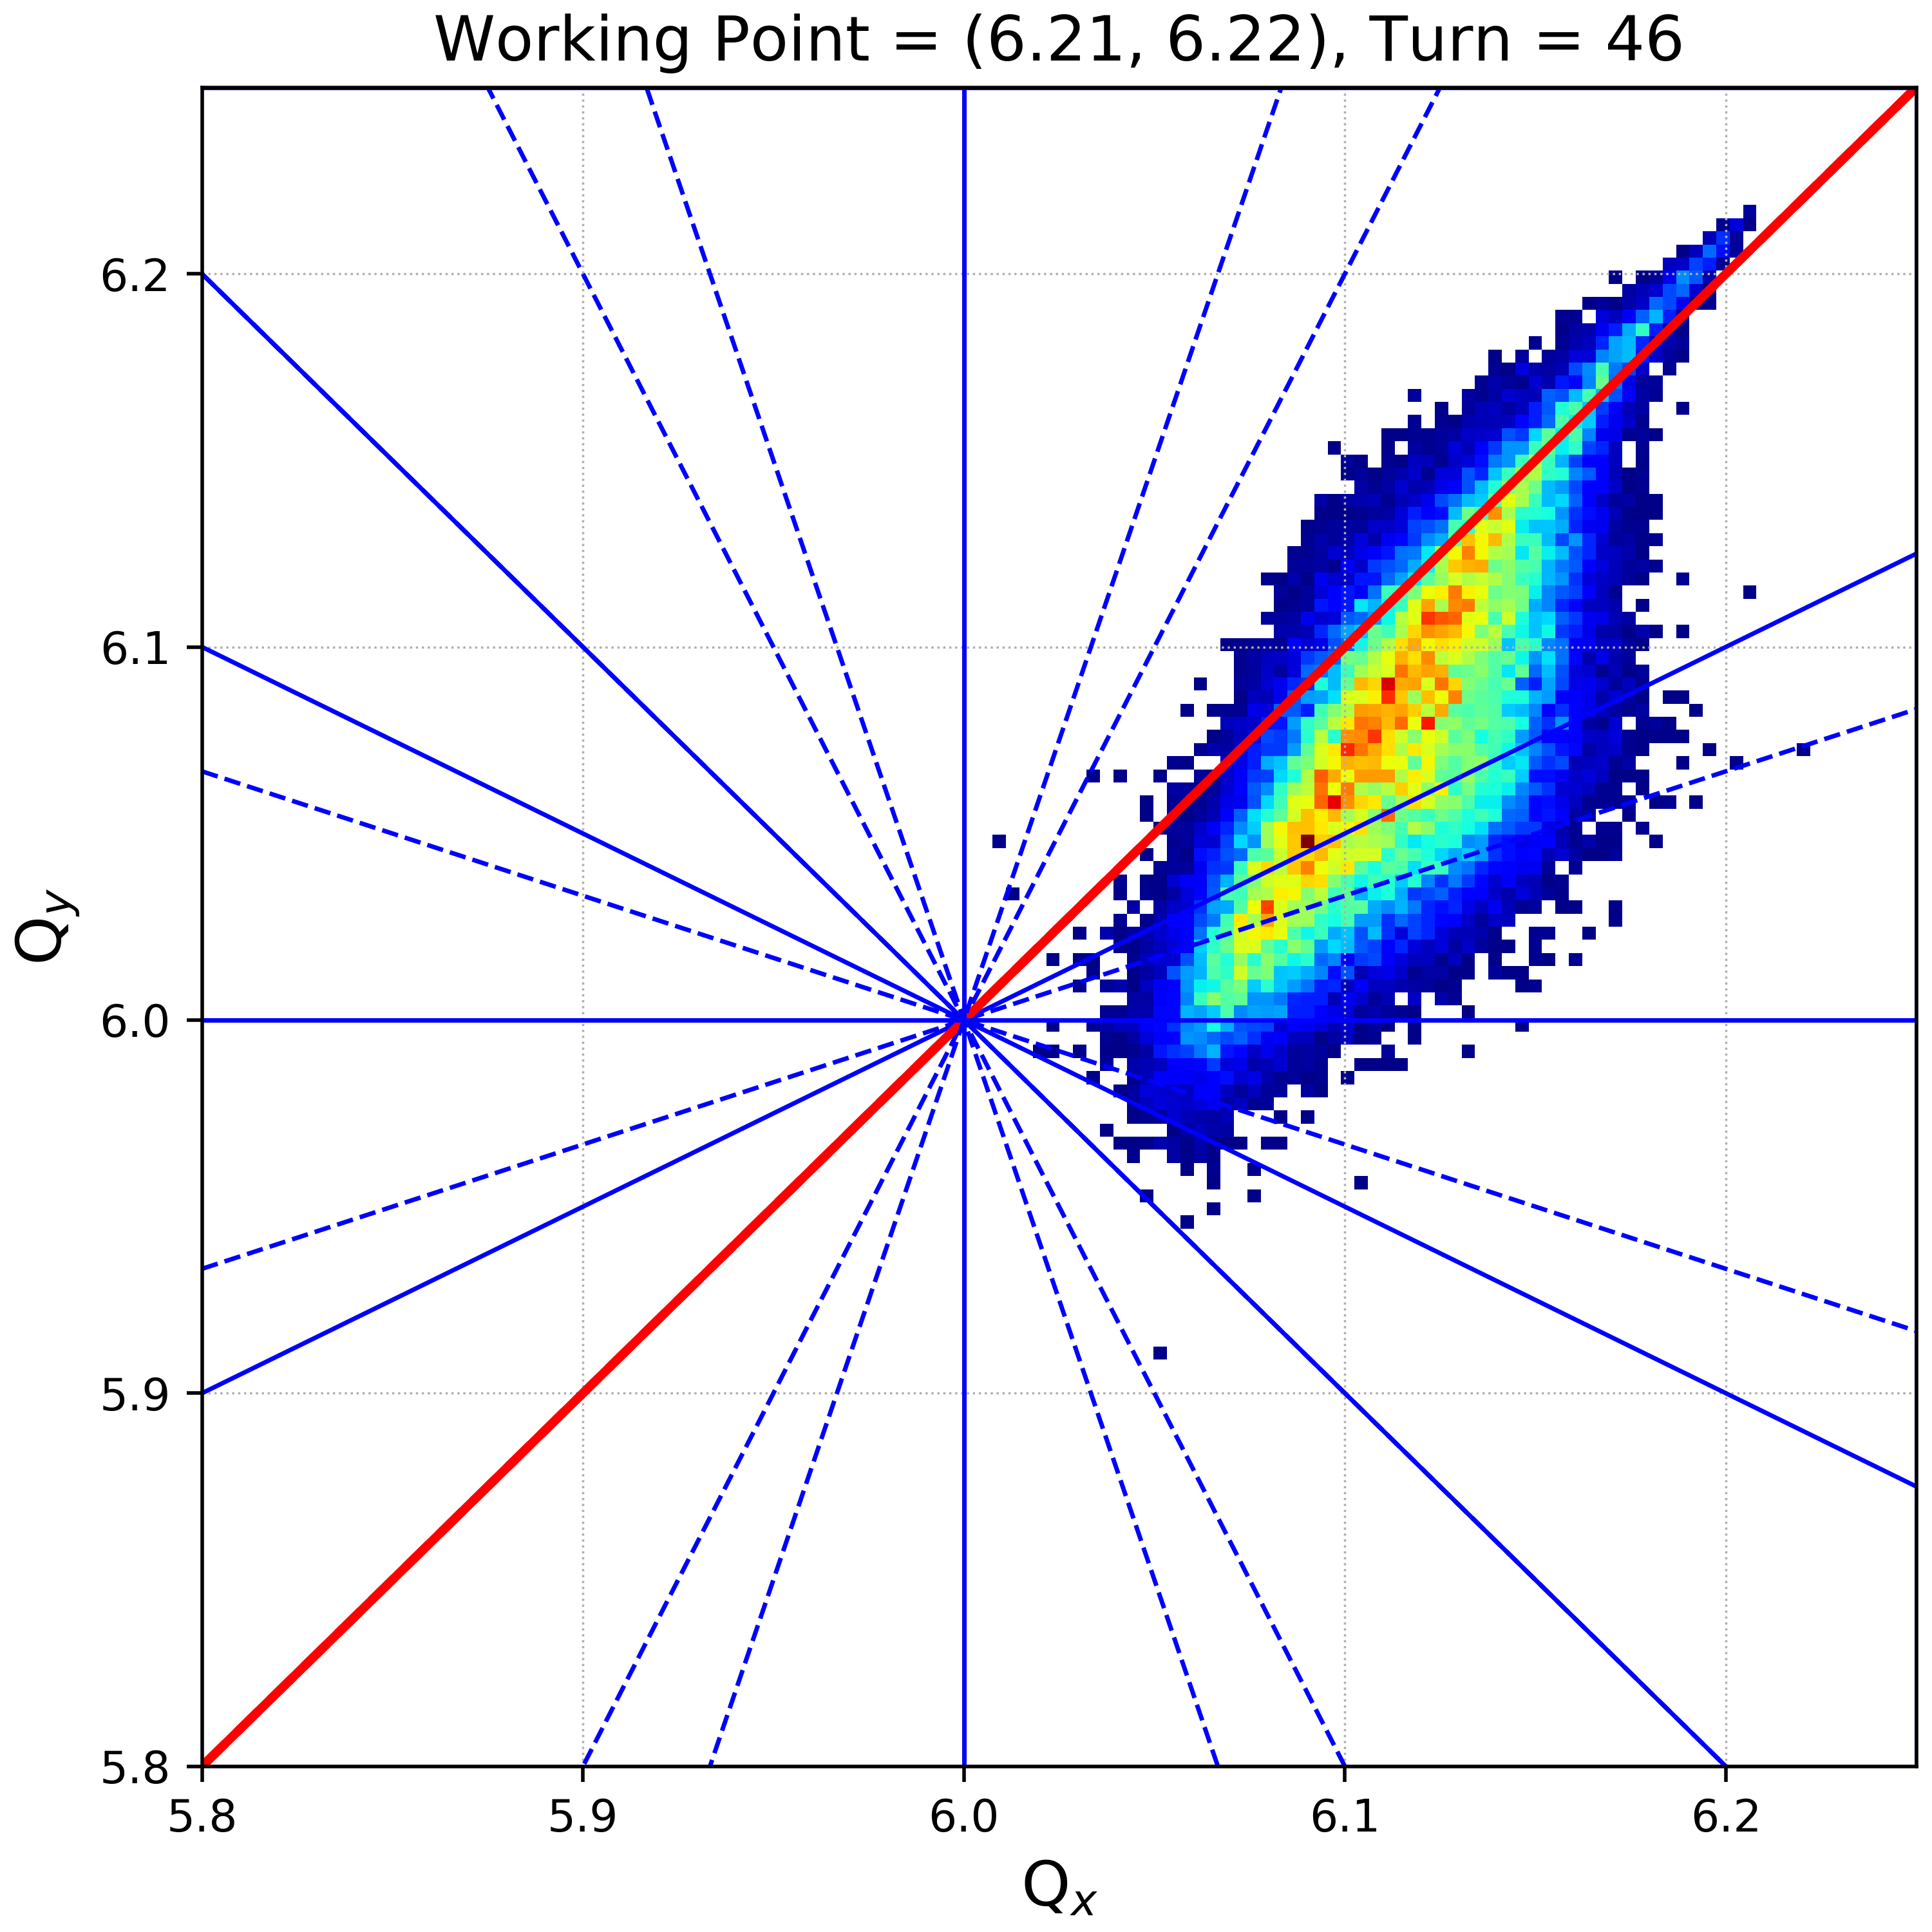 Working Point = (6.21, 6.22), Turn = 46
6.2
6.1
6.0
5.9
5.8
Qy
5.8 5.9 6.0 6.1 6.2
Qx